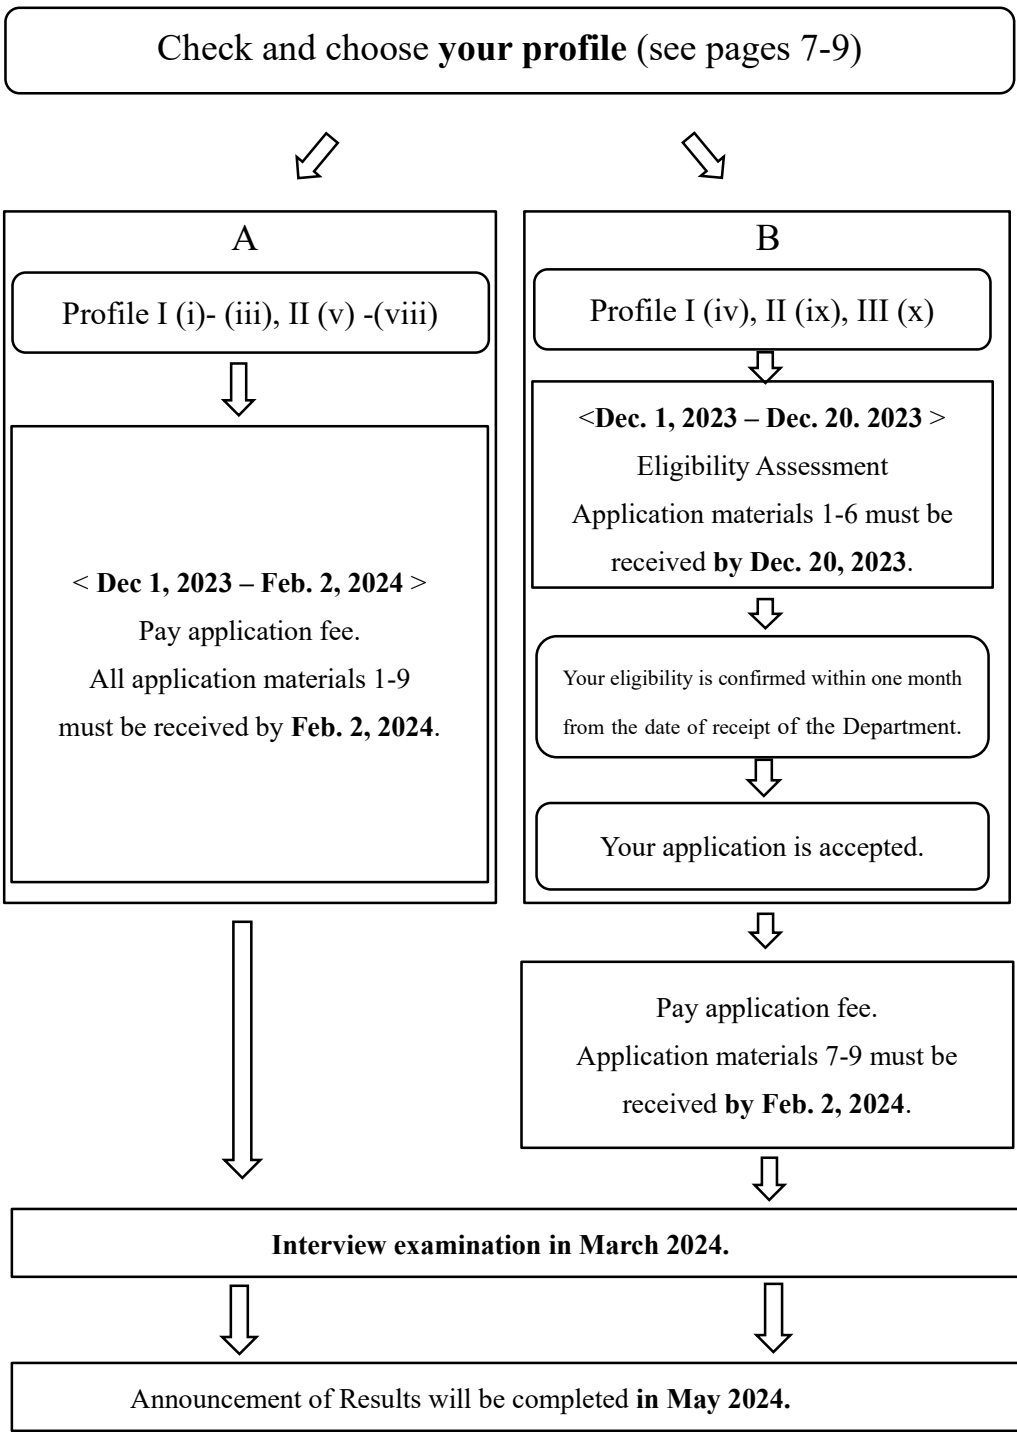 Check and choose your profile (see pages 7-9)
A
Profile I (i)- (iii), II (v) -(viii)
< Dec 1, 2023 – Feb. 2, 2024 >
Pay application fee.
All application materials 1-9
must be received by Feb. 2, 2024.
B
Profile I (iv), II (ix), III (x)
<Dec. 1, 2023 – Dec. 20. 2023 >
Eligibility Assessment
Application materials 1-6 must be
received by Dec. 20, 2023.
Your eligibility is confirmed within one month
from the date of receipt of the Department.
Your application is accepted.
Pay application fee.
Application materials 7-9 must be
received by Feb. 2, 2024.
Interview examination in March 2024.
Announcement of Results will be completed in May 2024.